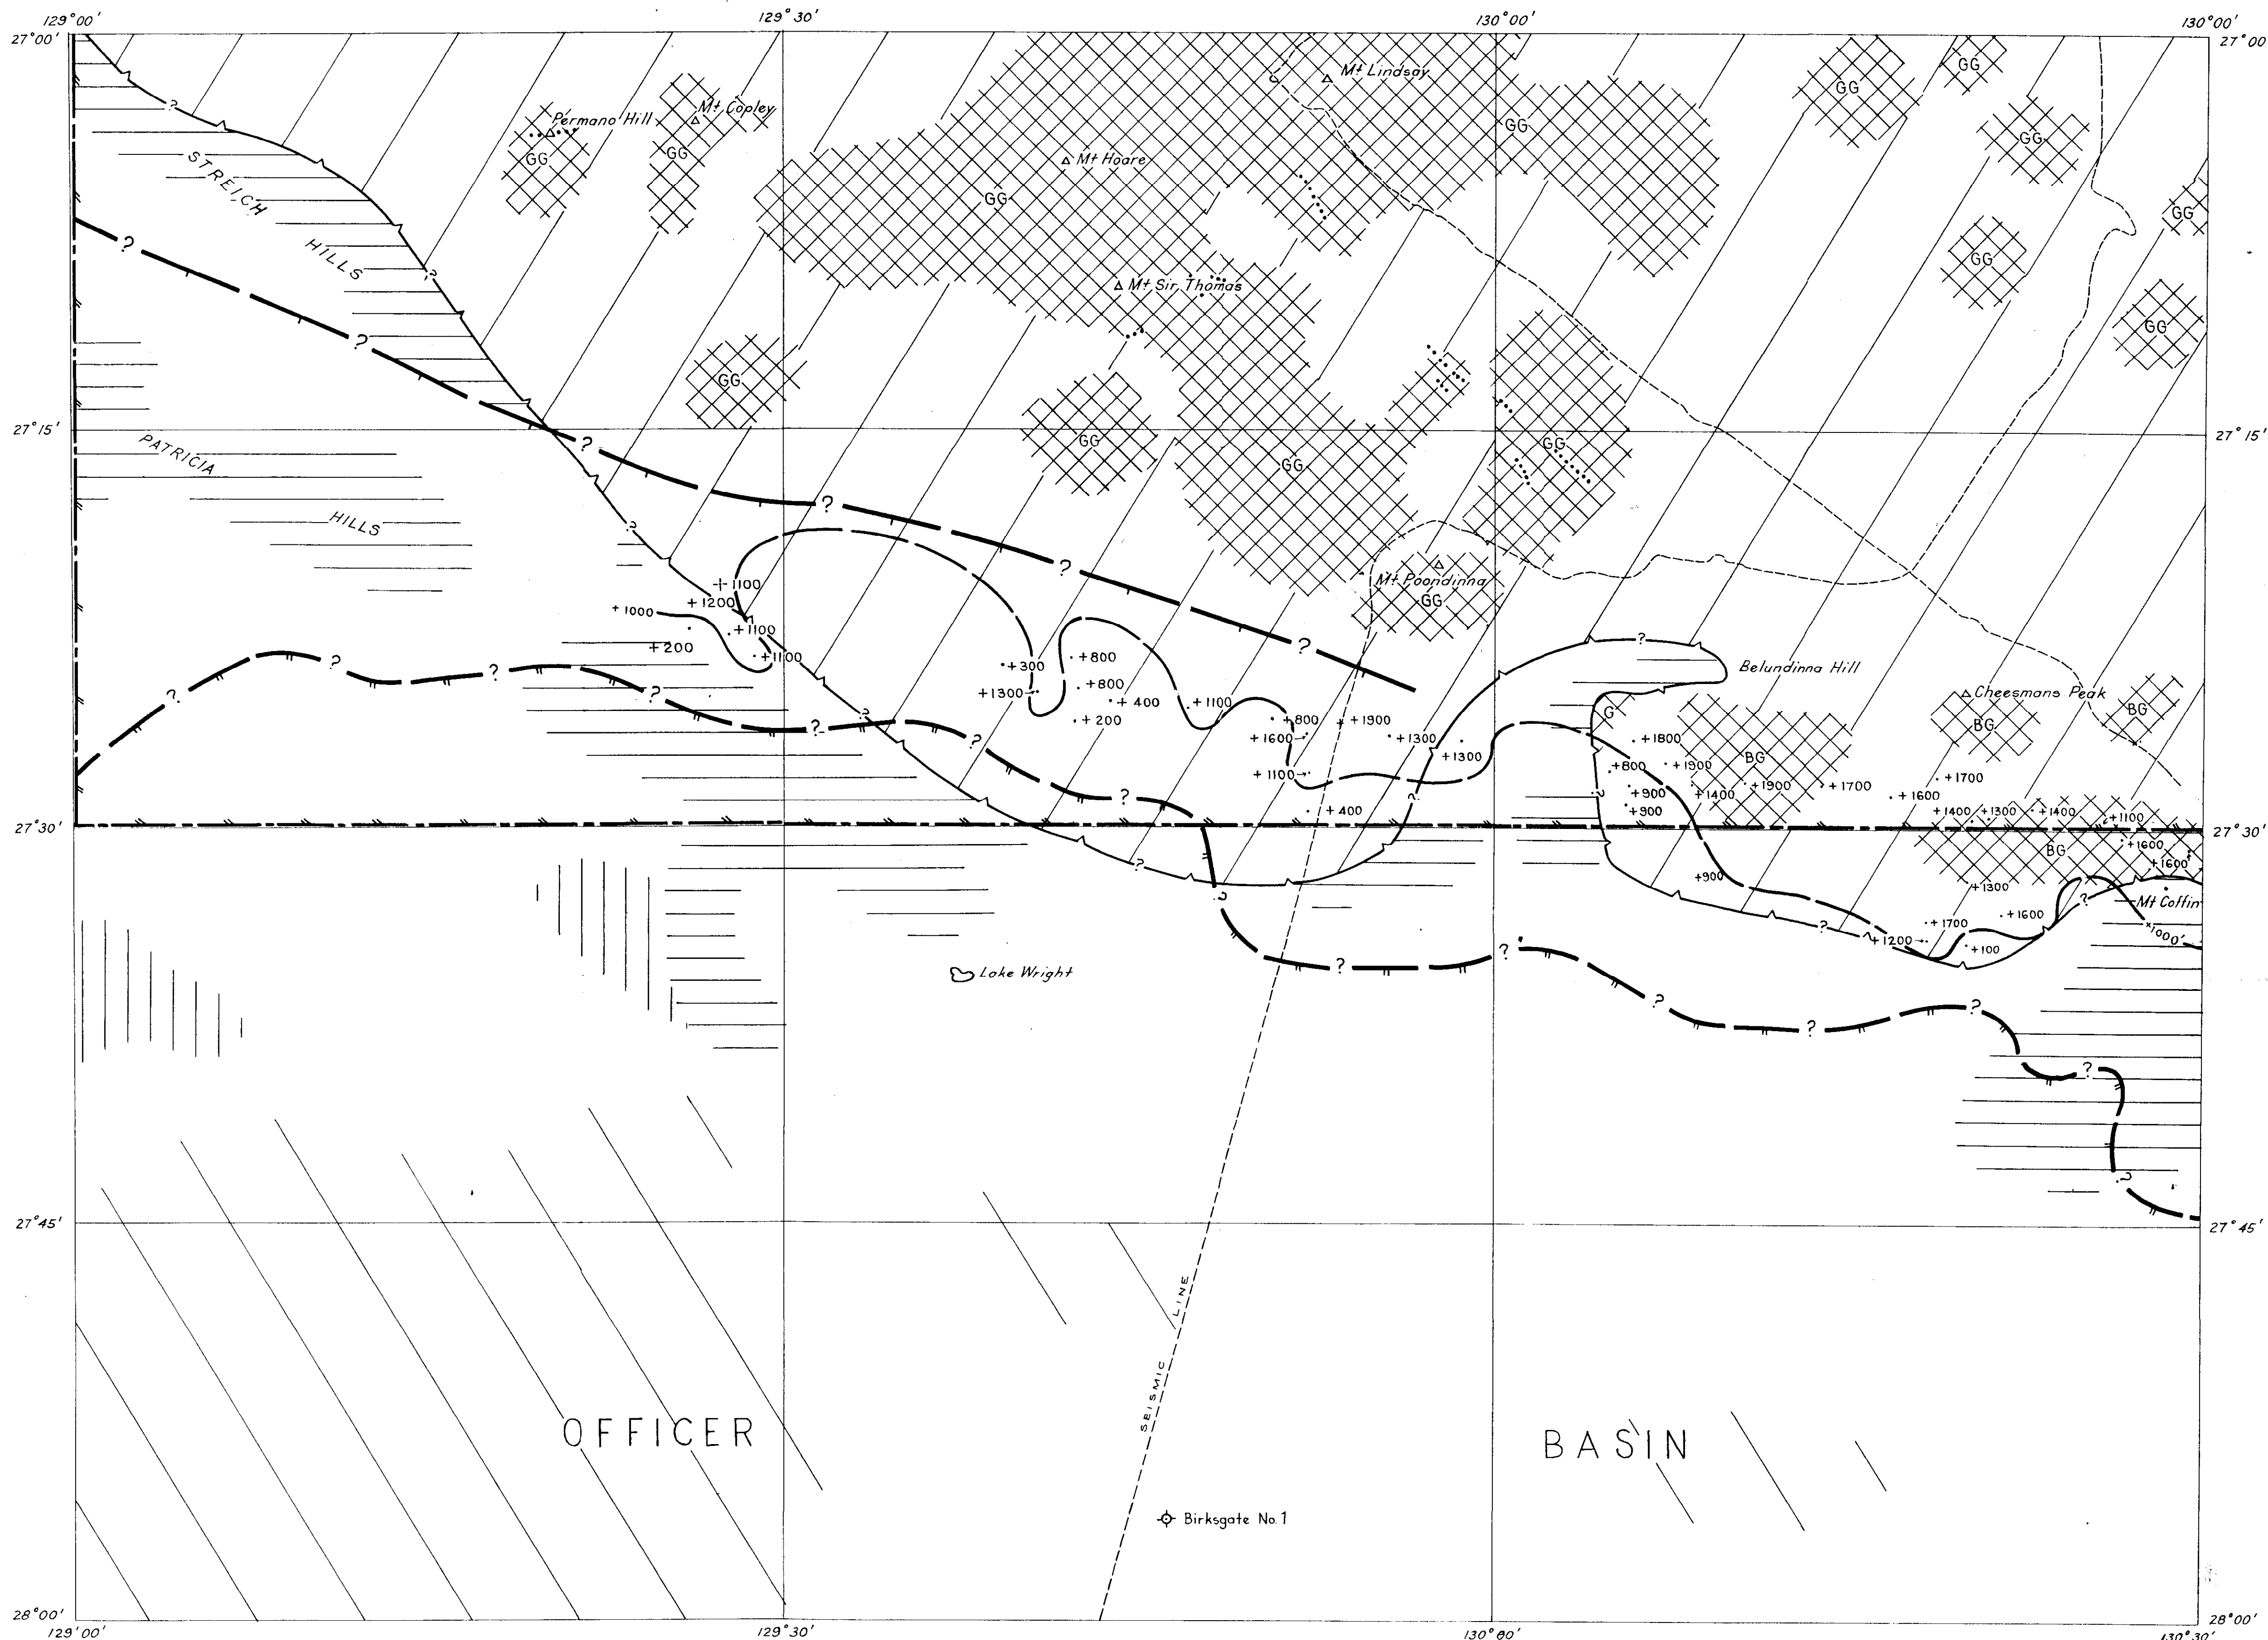 129°00'
129°30'
130°00'
130°00'
27°00'
27°00
Mt Lindsay
GG
GG
Permano Hill
Mt Copley
GG
GG
GG
GG
Mt Hoare
GG
GG
STREICH
HILLS
GG
?
?
?
Mt Sir Thomas
GG
GG
?
GG
27°15'
27°15'
PATRICIA
HILLS
?
GG
GG
GG
?
?
?
Mt Poondinna
GG
+1100
+1000
+1200
+1100
+200
+1100
?
?
Belundinna Hill
+300
+800
+1300
+800
+400
+200
+1100
+800
+1900
+1600
+1300
+1300
+1100
+400
G
Cheesmans Peak
BG
BG
BG
+1800
+800
+1900
+900
+1400
+1900
+1700
+1700
+900
+1600
+1400
+1300
+1400
+1100
?
?
?
?
?
?
?
?
?
?
27°30'
27°30'
BG
+1600
+1600
?
?
+900
+1300
Mt Coffin
?
+1700
+1600
+1200
+100
?
×1000'
Lake Wright
?
?
?
?
?
?
?
27°45'
27°45'
SEISMIC LINE
OFFICER
BASIN
Birksgate No. 1
28°00'
28°00'
129°00'
129°30'
130°00'
130°30'